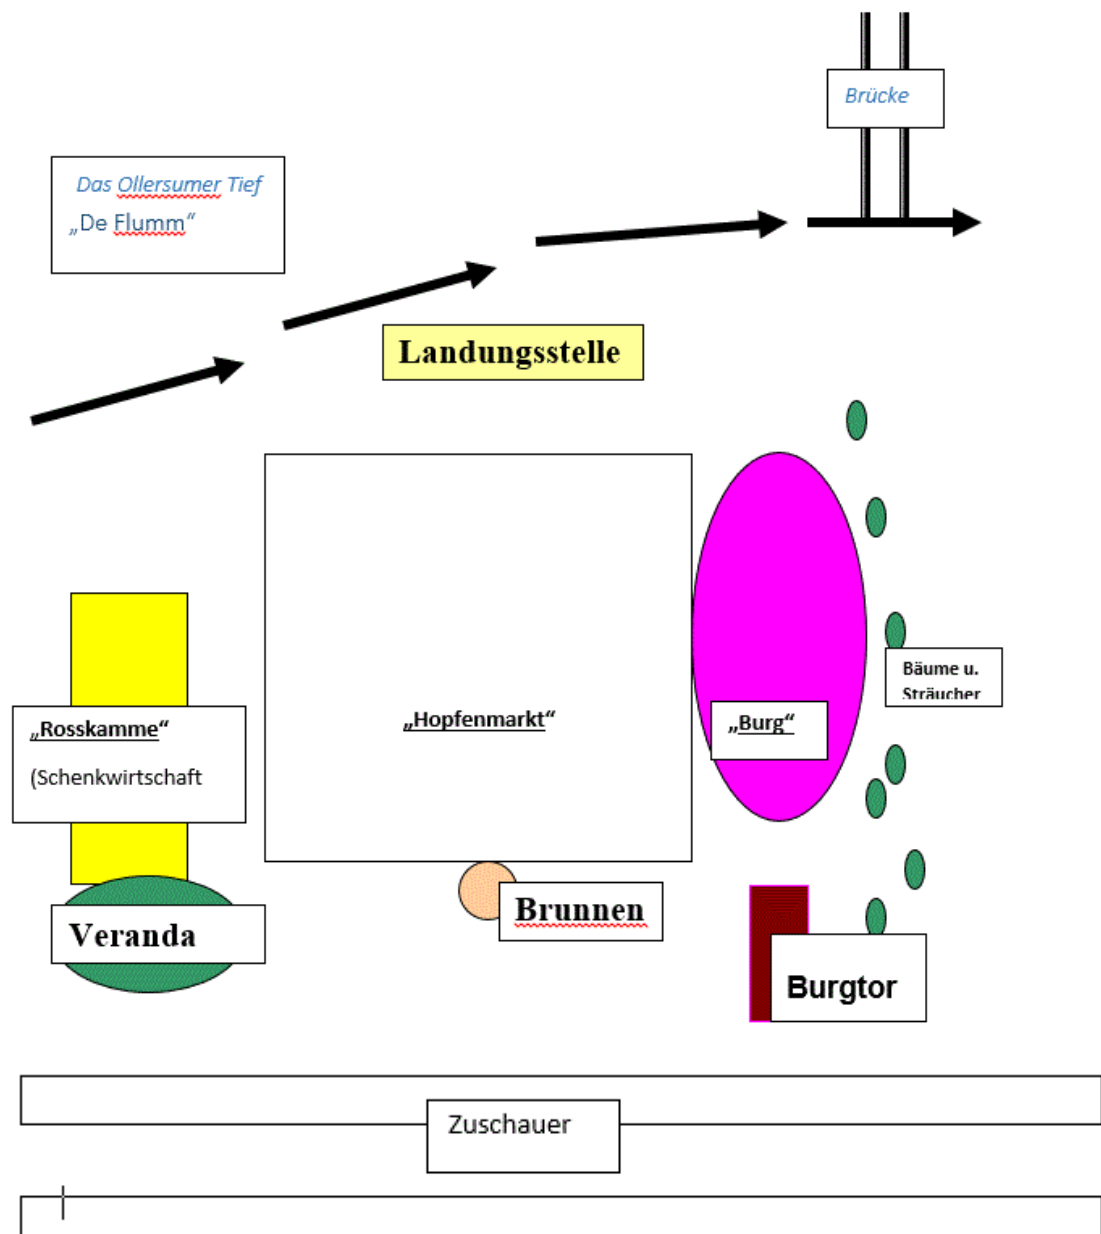 Brücke
Das Ollersumer Tief
„De Flumm“
Landungsstelle
Bäume u.
Sträucher
„Rosskamme“
(Schenkwirtschaft
„Hopfenmarkt“
„Burg“
Brunnen
Veranda
Burgtor
Zuschauer